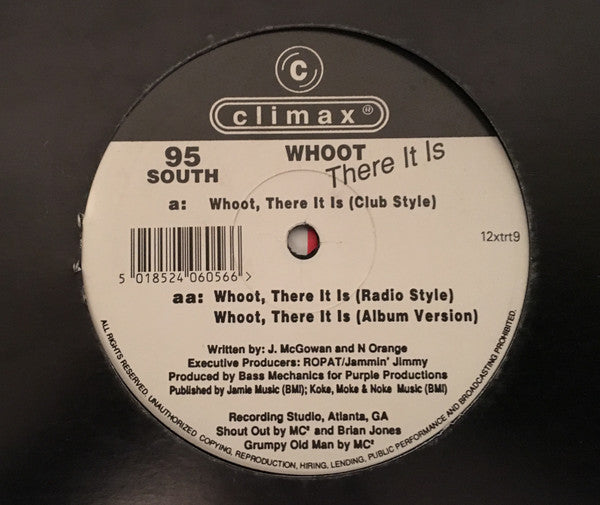 C
climax®
95
SOUTH
WHOOT
There It Is
a: Whoot, There It Is (Club Style)
12xtrt9
5 018524 060566 >
aa: Whoot, There It Is (Radio Style)
Whoot, There It Is (Album Version)
Written by: J. McGowan and N Orange
Executive Producers: ROPAT/Jammin' Jimmy
Produced by Bass Mechanics for Purple Productions
Published by Jamie Music (BMI); Koke, Moke & Noke Music (BMI)
Recording Studio, Atlanta, GA
Shout Out by MC² and Brian Jones
Grumpy Old Man by MC²
ALL RIGHTS RESERVED. UNAUTHORIZED COPYING, REPRODUCTION, HIRING, LENDING, PUBLIC PERFORMANCE AND BROADCASTING PROHIBITED.